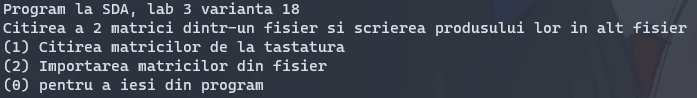 Program la SDA, lab 3 varianta 18
Citirea a 2 matrici dintr-un fisier si scrierea produsului lor in alt fisier
(1) Citirea matricilor de la tastatura
(2) Importarea matricilor din fisier
(0) pentru a iesi din program